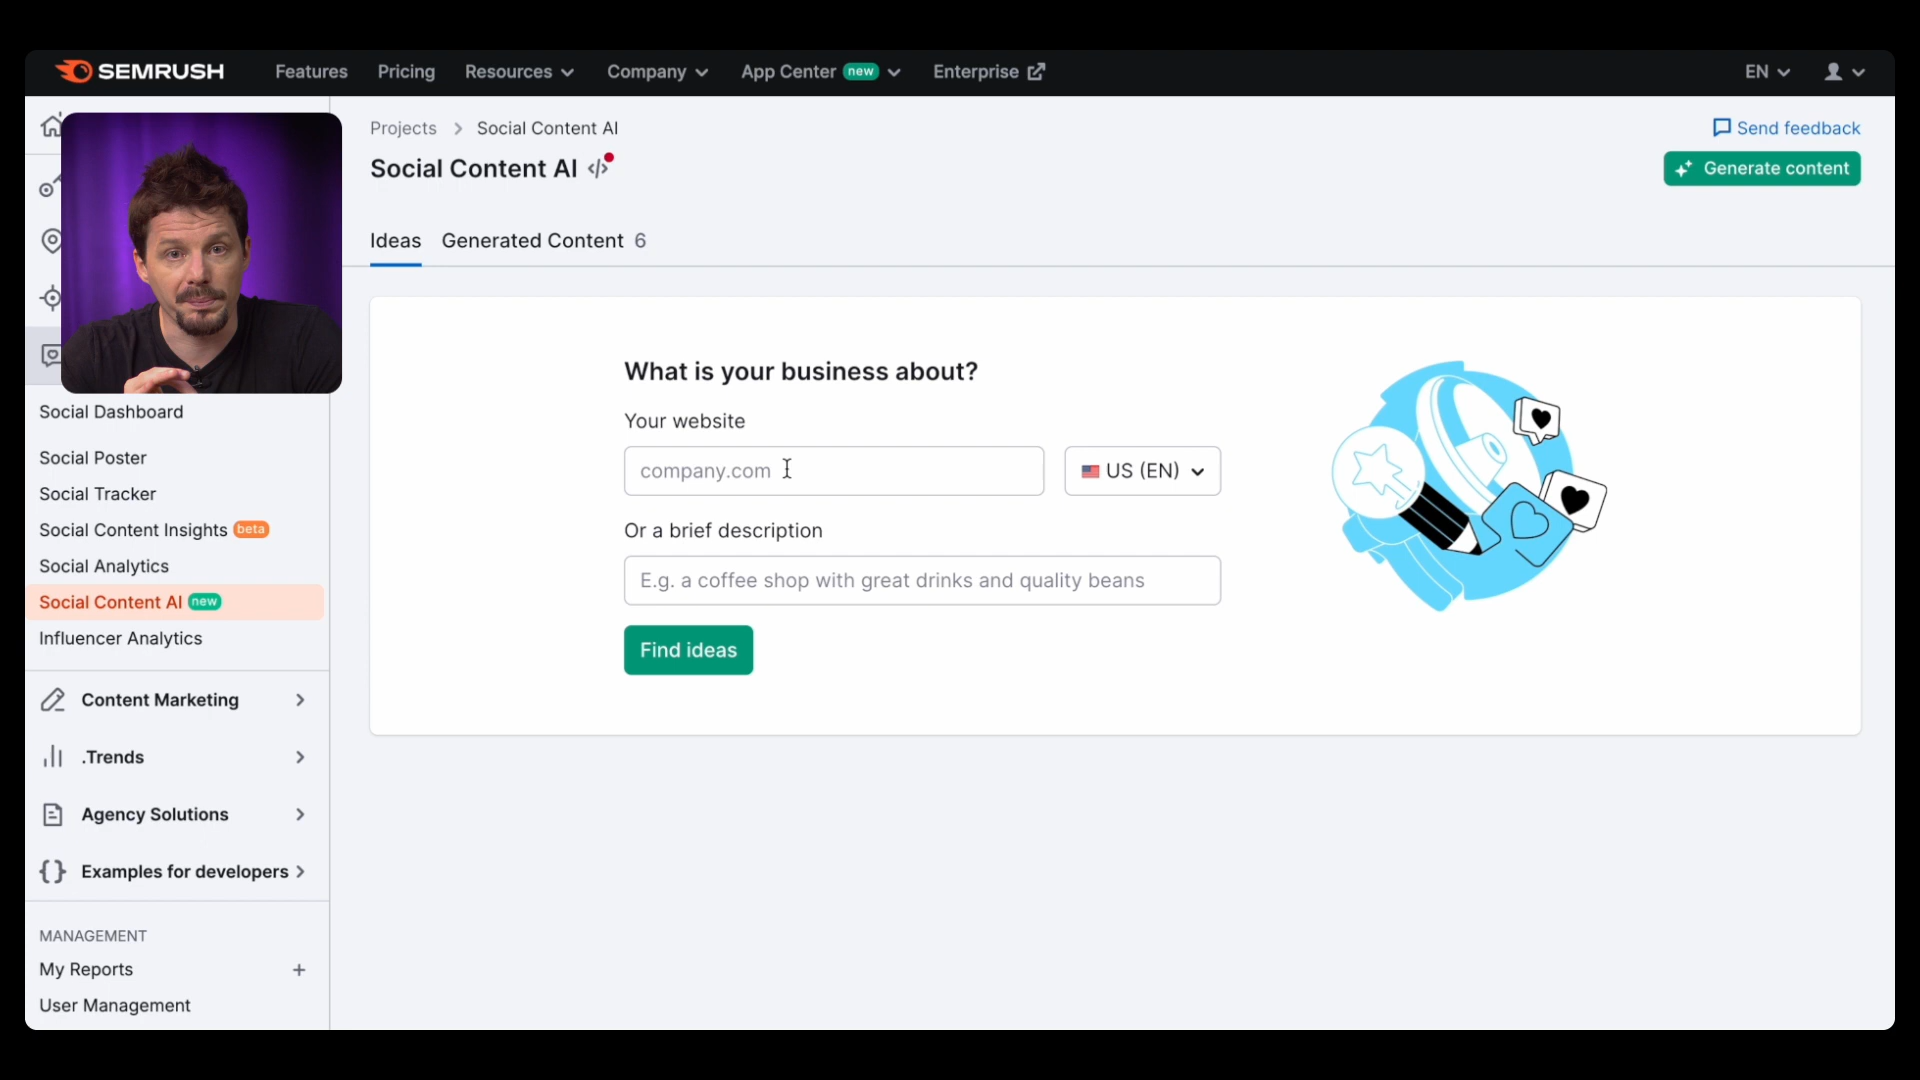 SEMRUSH Features Pricing Resources Company App Center new Enterprise EN
Projects > Social Content AI
Send feedback
Social Content AI </>
Generate content
Ideas Generated Content 6
What is your business about?
Your website
company.com
US (EN)
Or a brief description
E.g. a coffee shop with great drinks and quality beans
Find ideas
Social Dashboard
Social Poster
Social Tracker
Social Content Insights beta
Social Analytics
Social Content AI new
Influencer Analytics
Content Marketing
.Trends
Agency Solutions
Examples for developers
MANAGEMENT
My Reports +
User Management